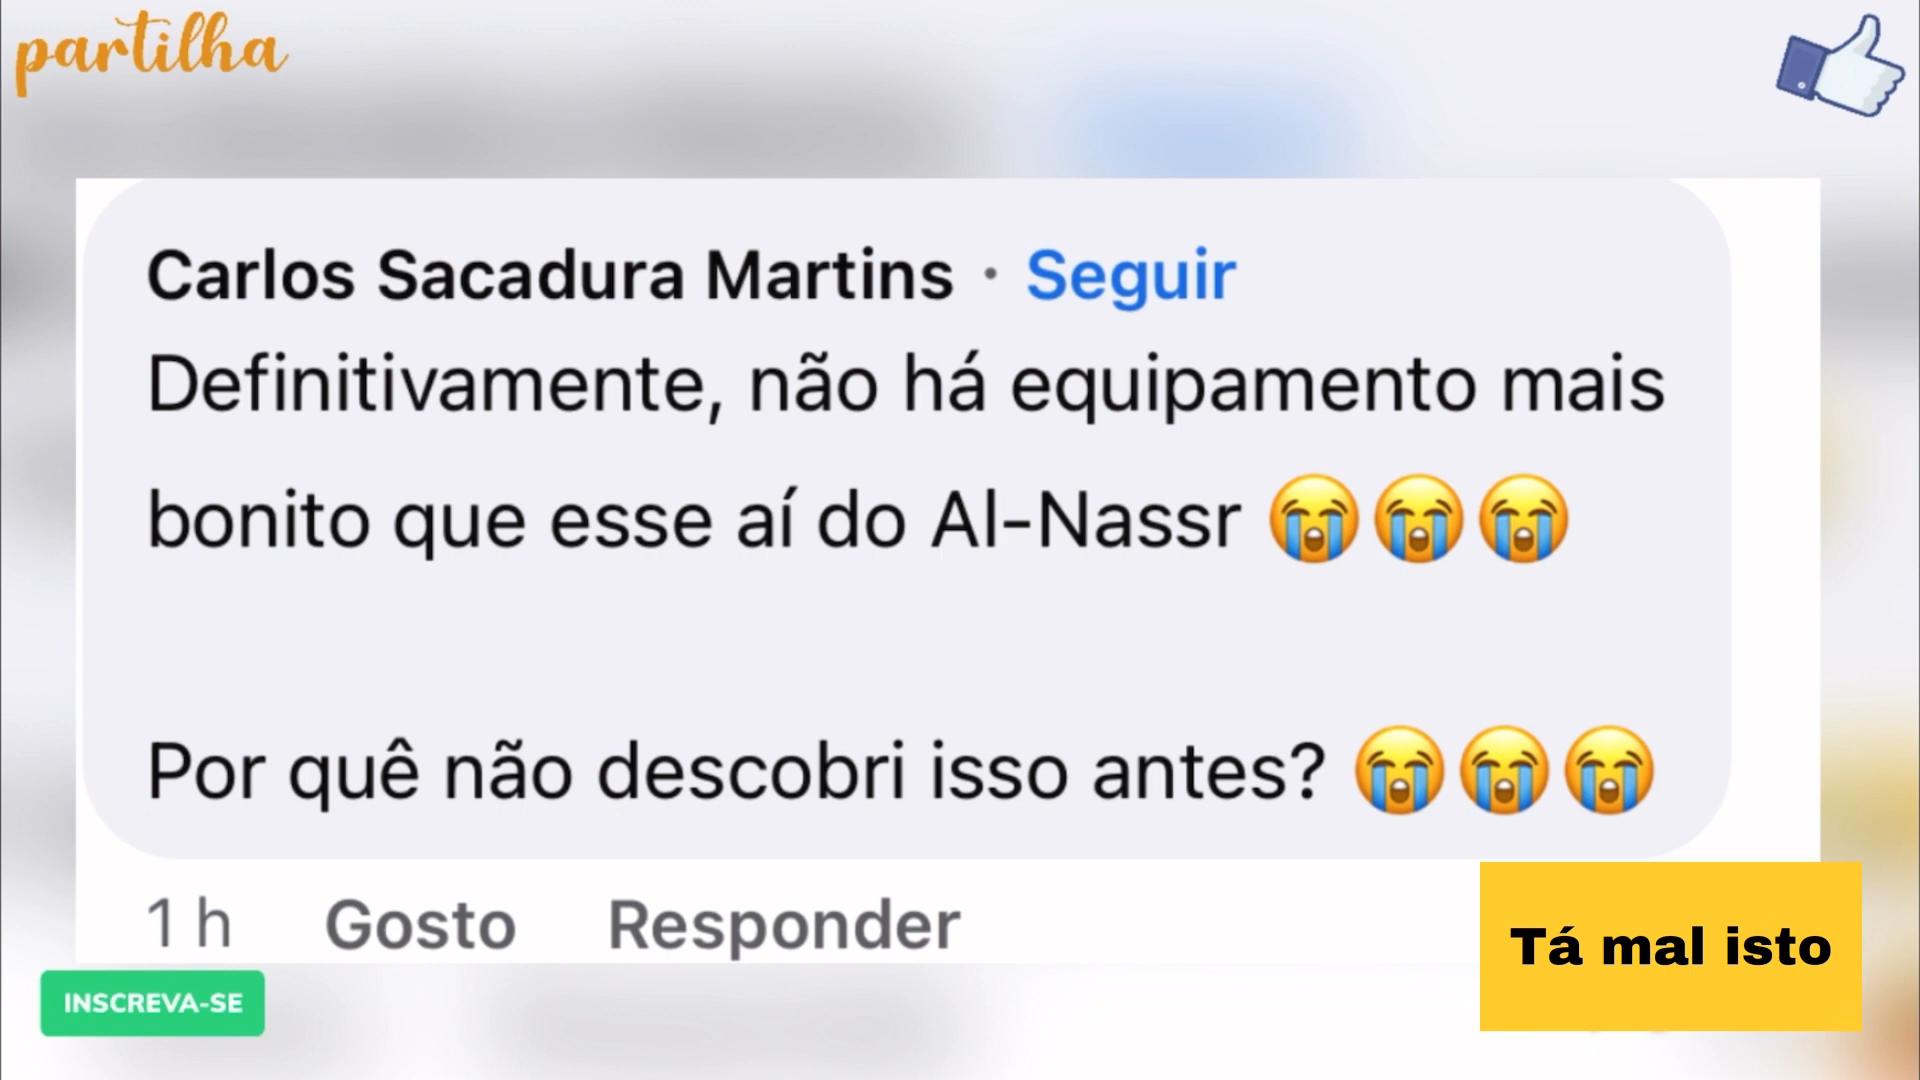 partilha
Carlos Sacadura Martins · Seguir
Definitivamente, não há equipamento mais
bonito que esse aí do Al-Nassr 😭😭😭
Por quê não descobri isso antes? 😭😭😭
1 h Gosto Responder
Tá mal isto
INSCREVA-SE